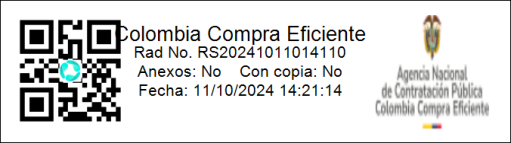 Colombia Compra Eficiente
Rad No. RS20241011014110
Anexos: No Con copia: No
Fecha: 11/10/2024 14:21:14
Agencia Nacional
de Contratación Pública
Colombia Compra Eficiente